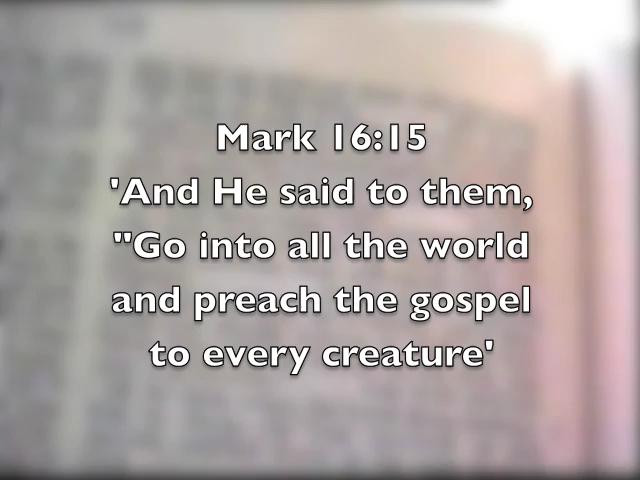 Mark 16:15
'And He said to them,
"Go into all the world
and preach the gospel
to every creature'